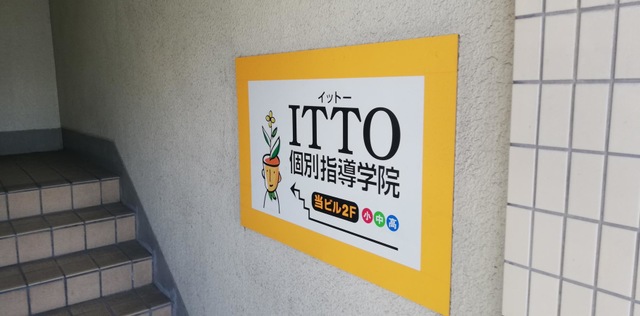 イットー
ITTO
個別指導学院
当ビル2F 小 中 高